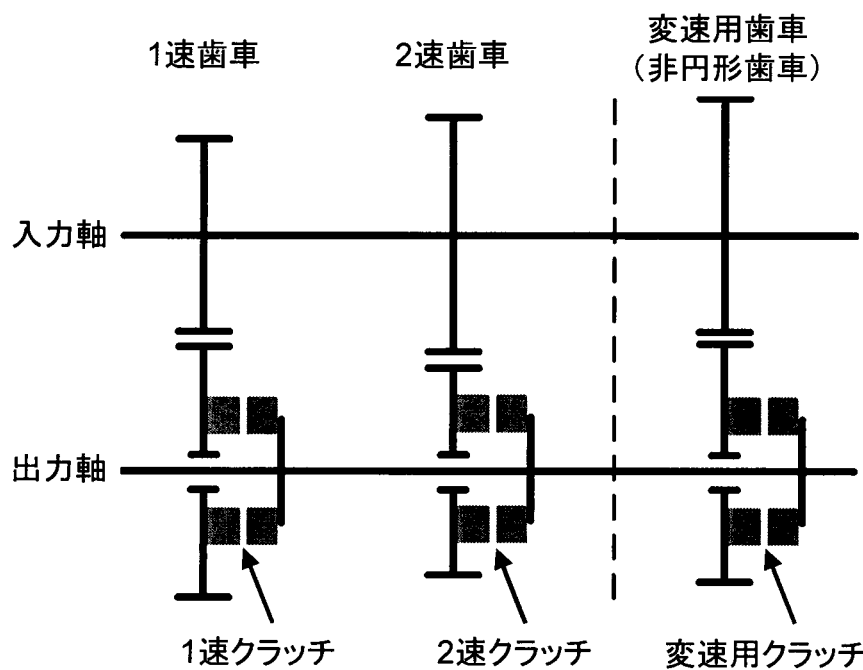 1速歯車
2速歯車
変速用歯車
（非円形歯車）
入力軸
出力軸
1速クラッチ
2速クラッチ
変速用クラッチ